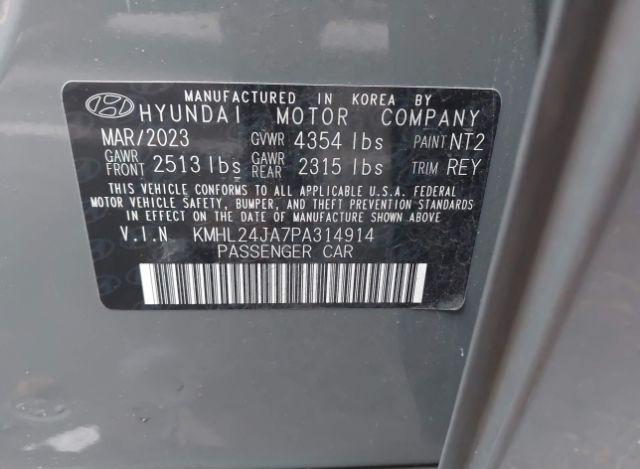 MANUFACTURED IN KOREA BY
HYUNDAI MOTOR COMPANY
MAR/2023 GVWR 4354 lbs PAINT NT2
GAWR FRONT 2513 lbs GAWR REAR 2315 lbs TRIM REY
THIS VEHICLE CONFORMS TO ALL APPLICABLE U.S.A. FEDERAL
MOTOR VEHICLE SAFETY, BUMPER, AND THEFT PREVENTION STANDARDS
IN EFFECT ON THE DATE OF MANUFACTURE SHOWN ABOVE
V.I.N. KMHL24JA7PA314914
PASSENGER CAR